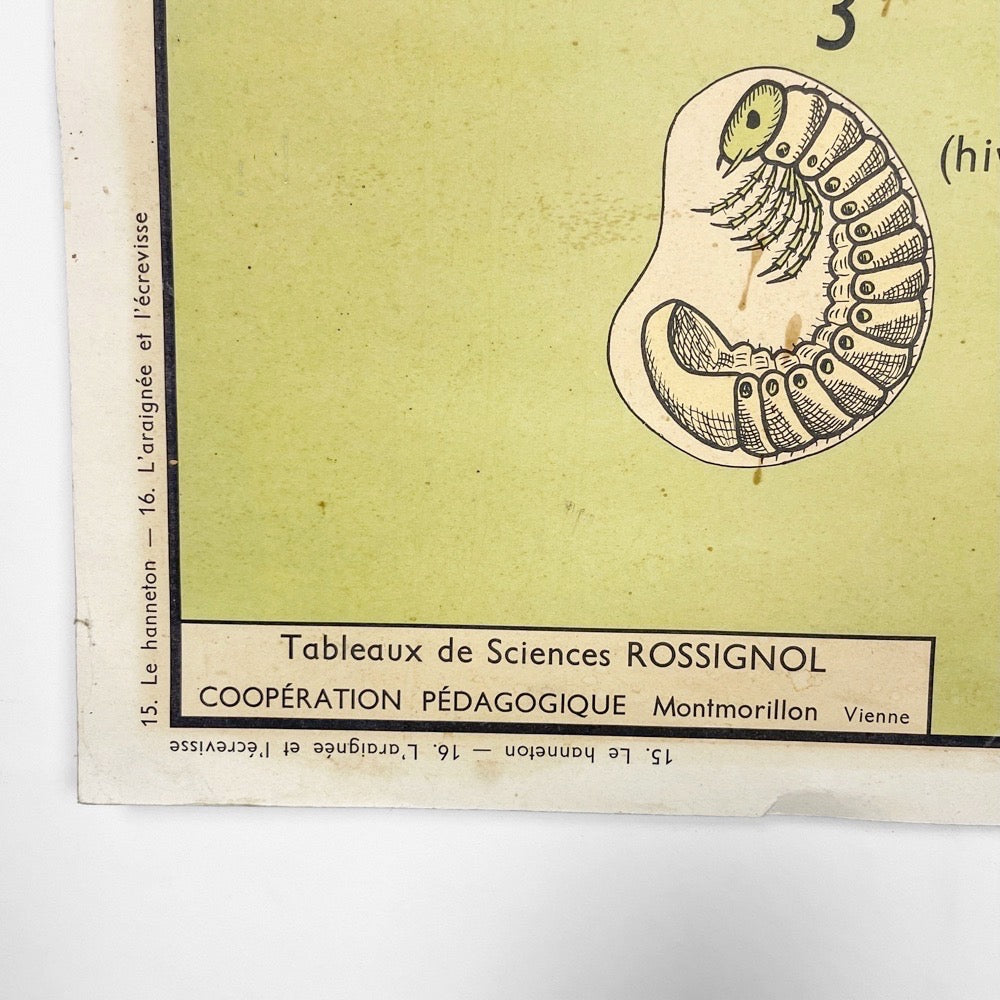 3
(hiv
15. Le hanneton — 16. L'araignée et l'écrevisse
Tableaux de Sciences ROSSIGNOL
COOPÉRATION PÉDAGOGIQUE Montmorillon Vienne
15. Le hanneton — 16. L'araignée et l'écrevisse